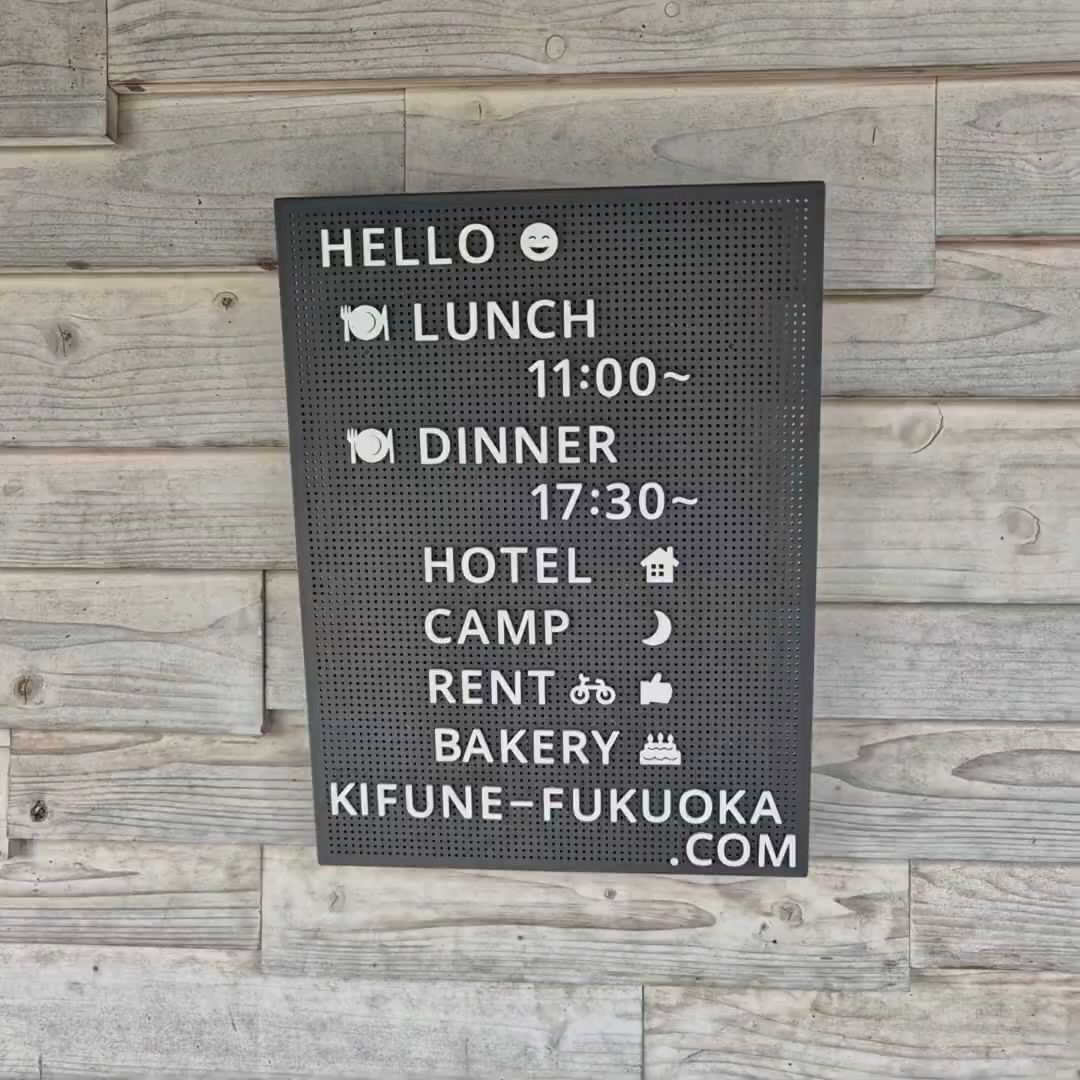 HELLO
LUNCH
11:00~
DINNER
17:30~
HOTEL
CAMP
RENT
BAKERY
KIFUNE-FUKUOKA
.COM